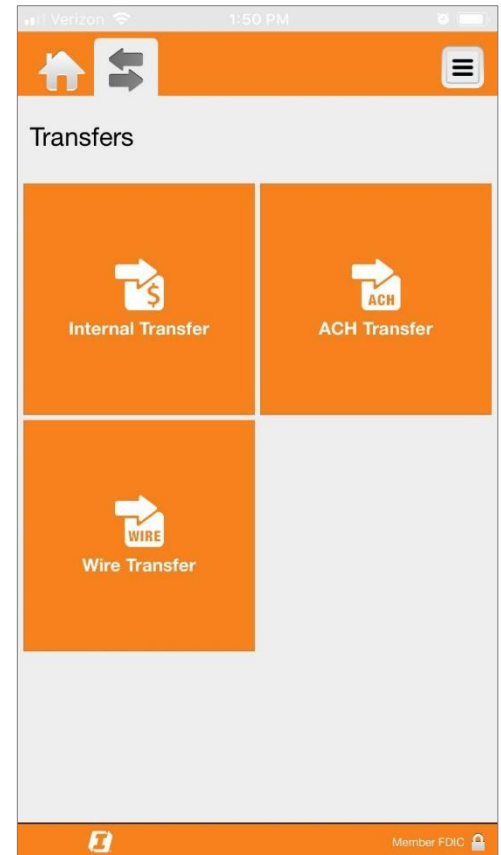 Verizon 1:50 PM
Transfers
$
Internal Transfer
ACH
ACH Transfer
WIRE
Wire Transfer
I Member FDIC